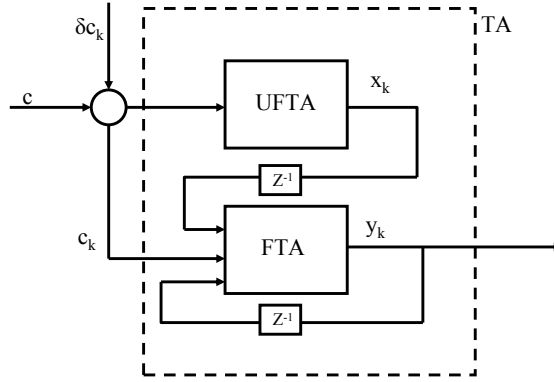 δc_k
TA
c
UFTA
x_k
Z⁻¹
c_k
FTA
y_k
Z⁻¹